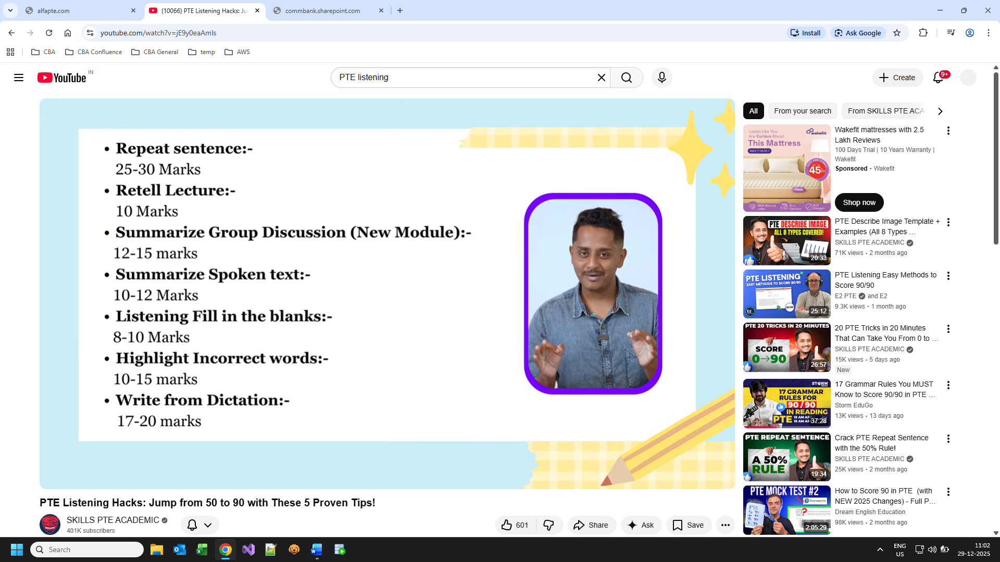 alfapte.com
(10066) PTE Listening Hacks: Ju
commbank.sharepoint.com
youtube.com/watch?v=jE9y0eaAmIs
Install
Ask Google
CBA
CBA Confluence
CBA General
temp
AWS
YouTube
IN
PTE listening
Create
9+
• Repeat sentence:-
25-30 Marks
• Retell Lecture:-
10 Marks
• Summarize Group Discussion (New Module):-
12-15 marks
• Summarize Spoken text:-
10-12 Marks
• Listening Fill in the blanks:-
8-10 Marks
• Highlight Incorrect words:-
10-15 marks
• Write from Dictation:-
17-20 marks
PTE Listening Hacks: Jump from 50 to 90 with These 5 Proven Tips!
SKILLS PTE ACADEMIC
401K subscribers
601
Share
Ask
Save
All
From your search
From SKILLS PTE ACA
Looks Like You
Are Curious About
This Mattress
wakefit
45%
Wakefit mattresses with 2.5
Lakh Reviews
100 Days Trial | 10 Years Warranty |
Wakefit
Sponsored · Wakefit
Shop now
PTE DESCRIBE IMAGE
ALL 8 TYPES COVERED!
20:33
PTE Describe Image Template +
Examples (All 8 Types …
SKILLS PTE ACADEMIC
71K views • 2 months ago
PTE LISTENING
EASY METHODS TO SCORE 90/90
E2
25:12
PTE Listening Easy Methods to
Score 90/90
E2 PTE and E2
9.3K views • 1 month ago
PTE 20 TRICKS IN 20 MINUTES
SCORE
0→90
26:57
20 PTE Tricks in 20 Minutes
That Can Take You From 0 to …
SKILLS PTE ACADEMIC
15K views • 5 days ago
New
STORM
17 GRAMMAR
RULES FOR
90/90
IN READING
PTE
37:28
17 Grammar Rules You MUST
Know to Score 90/90 in PTE …
Storm EduGo
13K views • 13 days ago
PTE REPEAT SENTENCE
A 50%
RULE
19:34
Crack PTE Repeat Sentence
with the 50% Rule!
SKILLS PTE ACADEMIC
25K views • 2 months ago
PTE MOCK TEST #2
Pearson PTE
2:05:29
How to Score 90 in PTE (with
NEW 2025 Changes) - Full P…
Dream English Education
98K views • 2 months ago
Search
ENG
US
11:02
29-12-2025